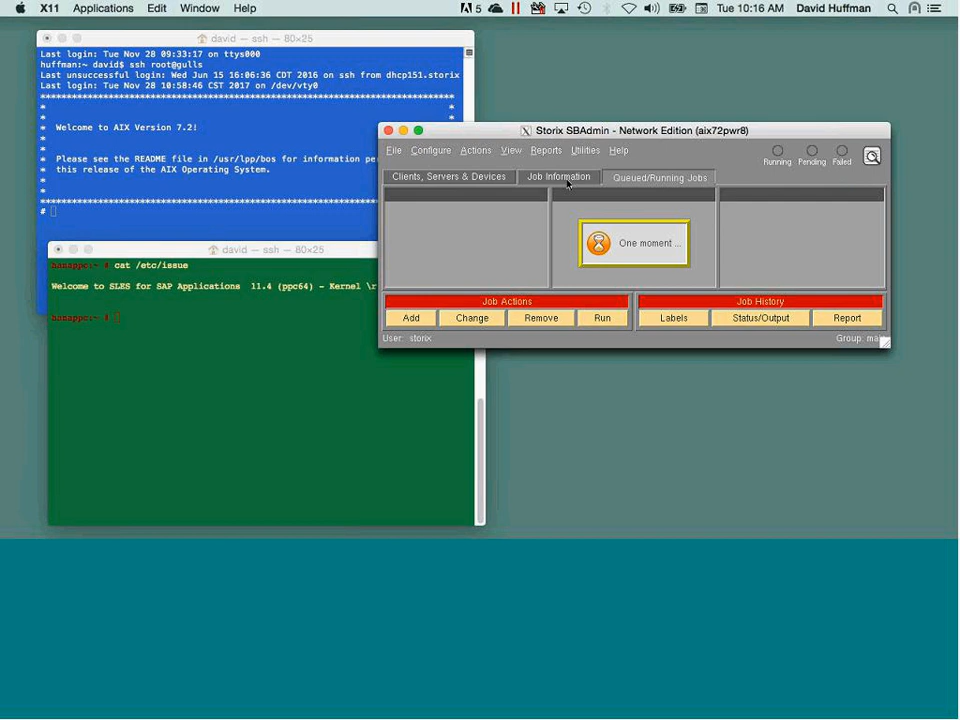 X11 Applications Edit Window Help 5 Tue 10:16 AM David Huffman
david — ssh — 80×25
Last login: Tue Nov 28 09:33:17 on ttys000
huffman:~ david$ ssh root@gulls
Last unsuccessful login: Wed Jun 15 16:06:36 CDT 2016 on ssh from dhcp151.storix
Last login: Tue Nov 28 10:58:46 CST 2017 on /dev/vty0
* Welcome to AIX Version 7.2!
* Please see the README file in /usr/lpp/bos for information
* this release of the AIX Operating System.
#
david — ssh — 80×25
hanappc:~ # cat /etc/issue
Welcome to SLES for SAP Applications 11.4 (ppc64) - Kernel \r
hanappc:~ #
Storix SBAdmin - Network Edition (aix72pwr8)
File Configure Actions View Reports Utilities Help
Running Pending Failed
Clients, Servers & Devices Job Information Queued/Running Jobs
One moment ...
Job Actions Job History
Add Change Remove Run Labels Status/Output Report
User: storix Group: